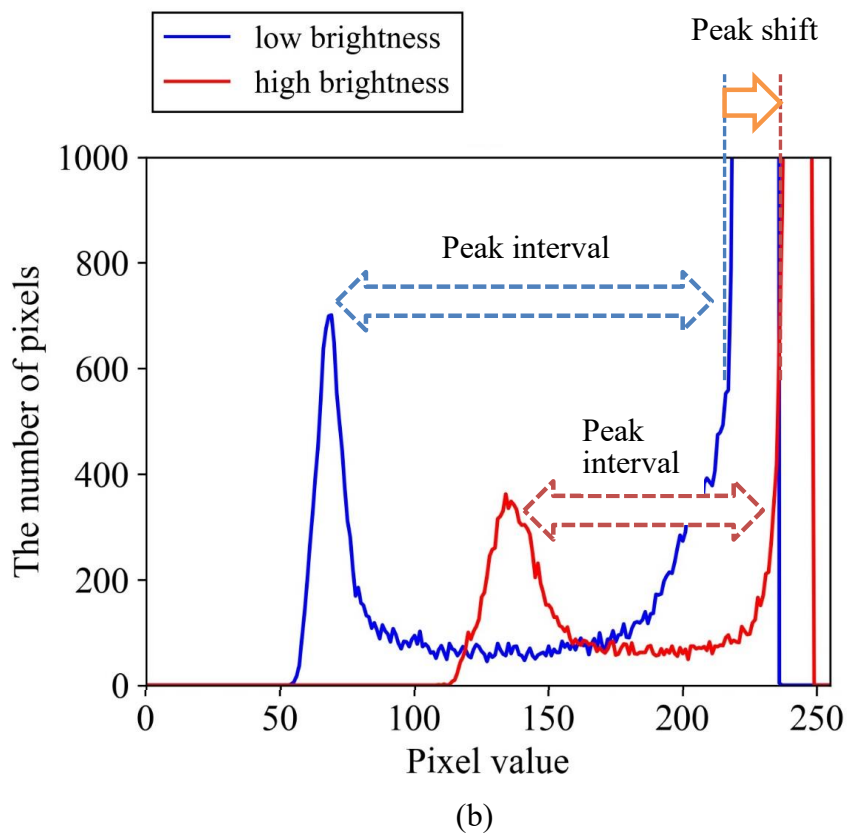 low brightness
high brightness
Peak shift
1000
800
600
400
200
0
The number of pixels
Peak interval
Peak
interval
0
50
100
150
200
250
Pixel value
(b)